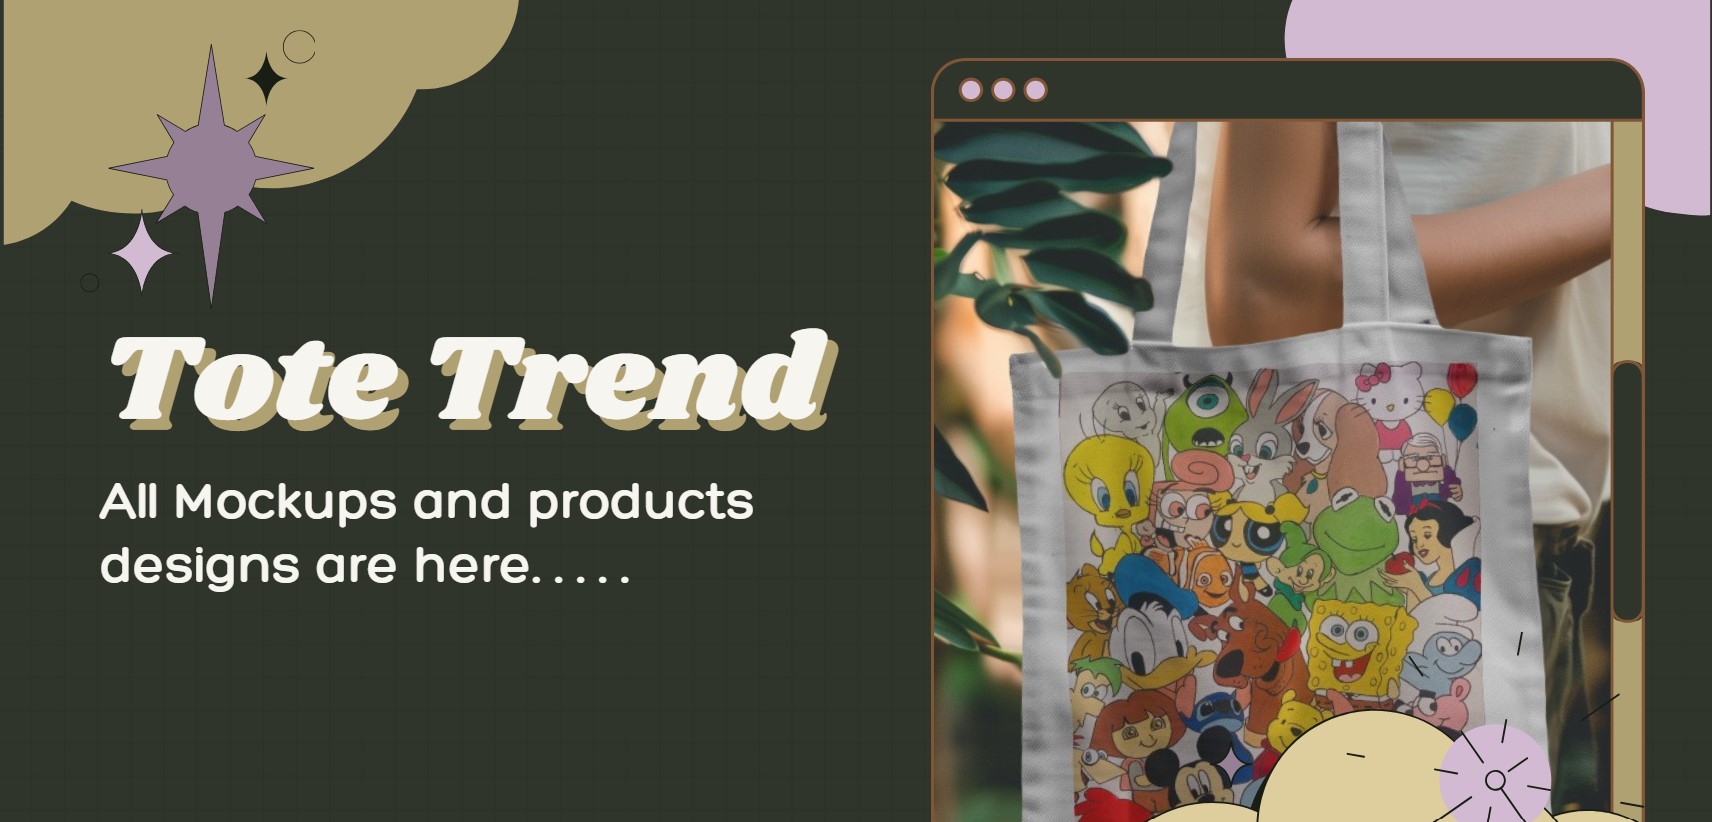 Tote Trend
All Mockups and products
designs are here.....